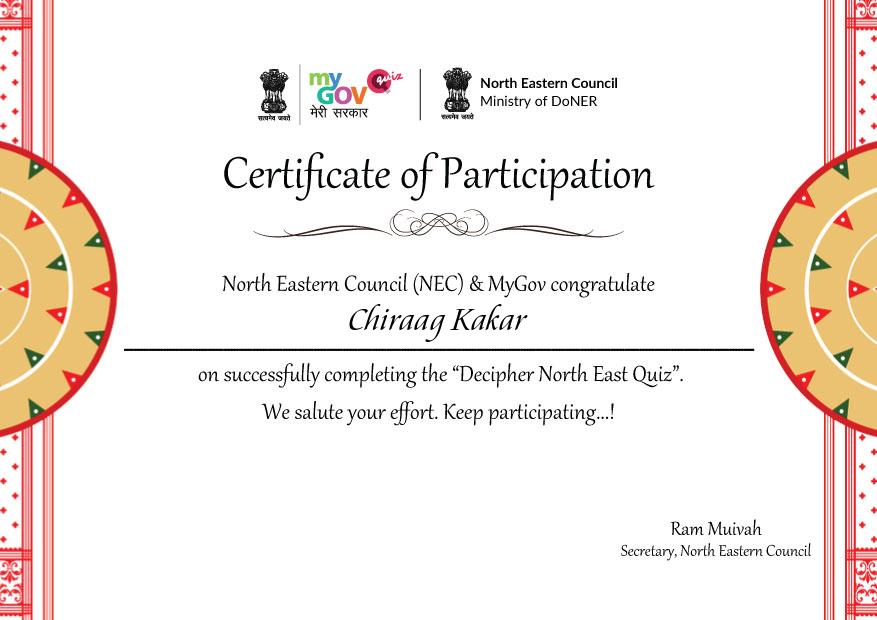 सत्यमेव जयते
my
GOV
quiz
मेरी सरकार
सत्यमेव जयते
North Eastern Council
Ministry of DoNER
Certificate of Participation
North Eastern Council (NEC) & MyGov congratulate
Chiraag Kakar
on successfully completing the “Decipher North East Quiz”.
We salute your effort. Keep participating...!
Ram Muivah
Secretary, North Eastern Council